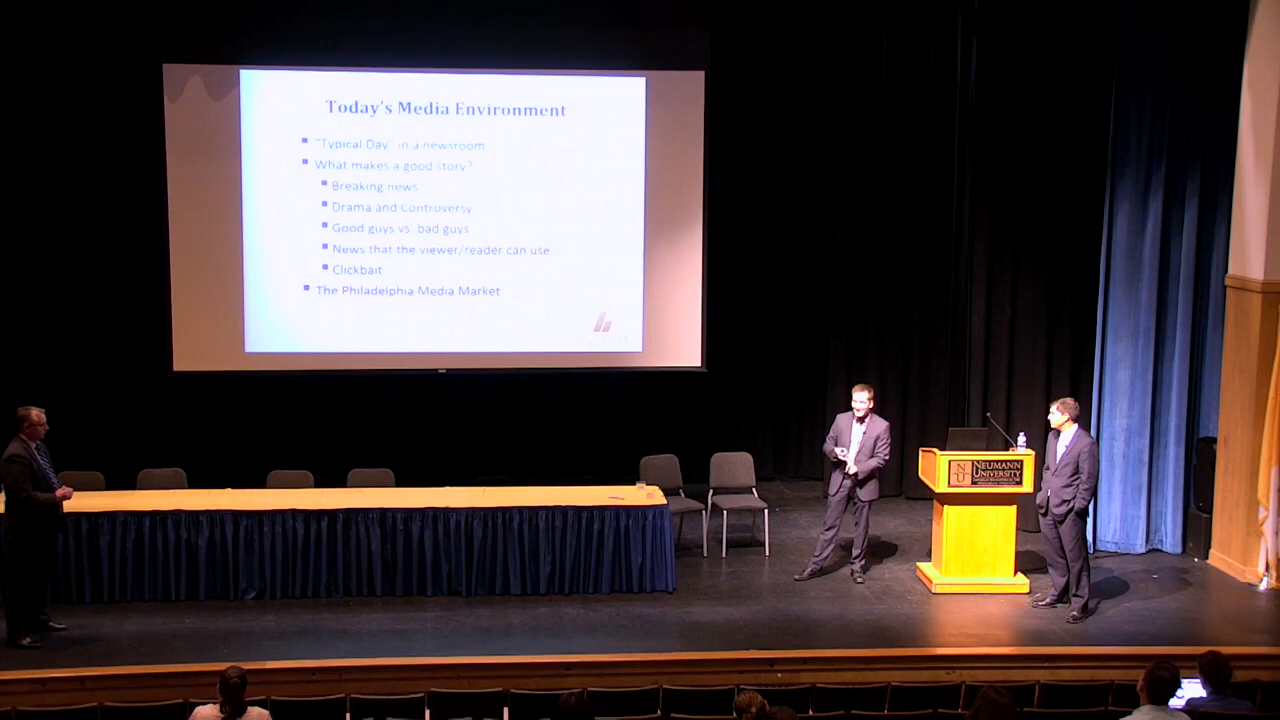 Today's Media Environment
"Typical Day" in a newsroom
What makes a good story?
Breaking news
Drama and Controversy
Good guys vs. bad guys
News that the viewer/reader can use
Clickbait
The Philadelphia Media Market
N
U
NEUMANN
UNIVERSITY